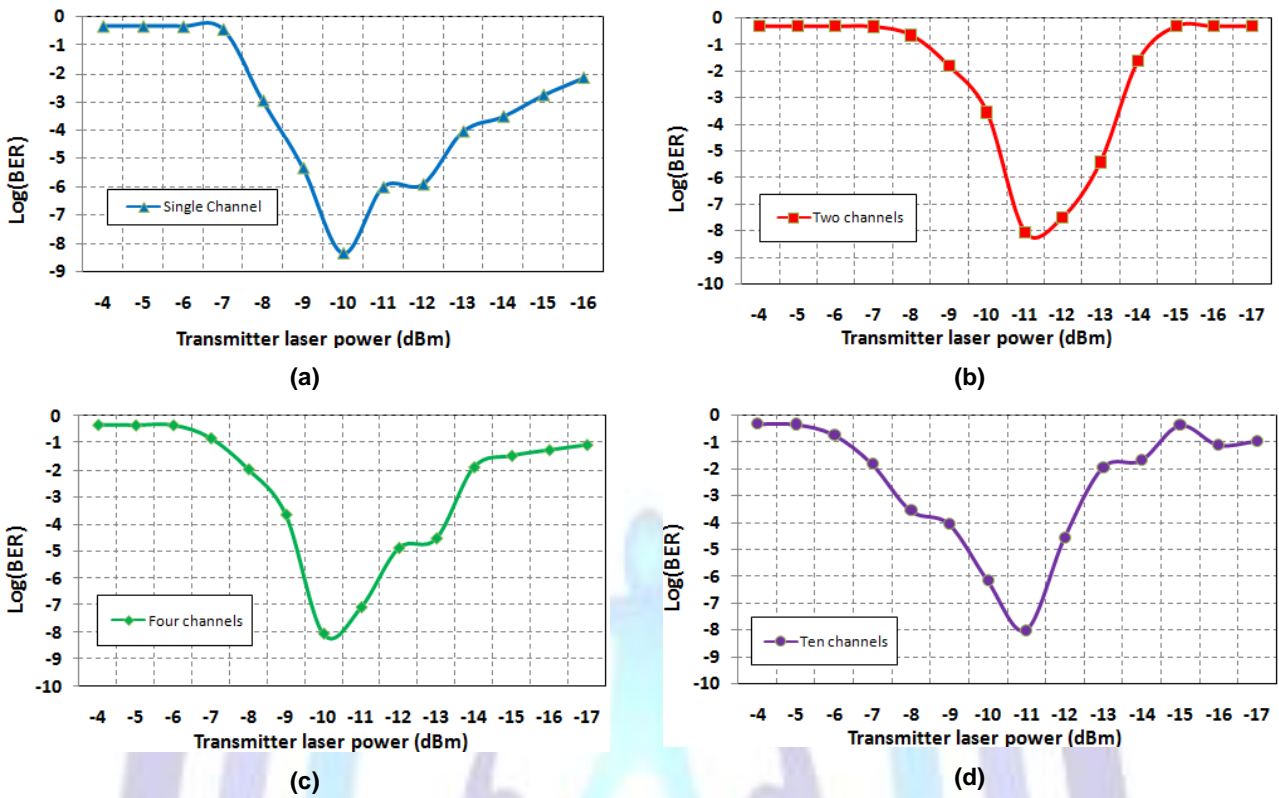 0
-1
-2
-3
-4
-5
-6
-7
-8
-9
Log(BER)
Single Channel
-4 -5 -6 -7 -8 -9 -10 -11 -12 -13 -14 -15 -16
Transmitter laser power (dBm)
(a)
0
-1
-2
-3
-4
-5
-6
-7
-8
-9
-10
Log(BER)
Two channels
-4 -5 -6 -7 -8 -9 -10 -11 -12 -13 -14 -15 -16 -17
Transmitter laser power (dBm)
(b)
0
-1
-2
-3
-4
-5
-6
-7
-8
-9
-10
Log(BER)
Four channels
-4 -5 -6 -7 -8 -9 -10 -11 -12 -13 -14 -15 -16 -17
Transmitter laser power (dBm)
(c)
0
-1
-2
-3
-4
-5
-6
-7
-8
-9
-10
Log(BER)
Ten channels
-4 -5 -6 -7 -8 -9 -10 -11 -12 -13 -14 -15 -16 -17
Transmitter laser power (dBm)
(d)